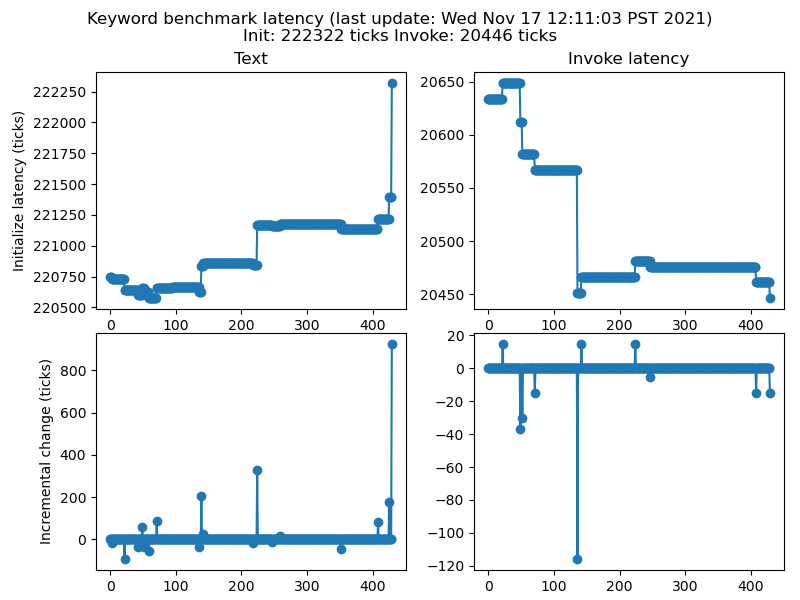 Keyword benchmark latency (last update: Wed Nov 17 12:11:03 PST 2021)
Init: 222322 ticks Invoke: 20446 ticks
Text
Initialize latency (ticks)
222250
222000
221750
221500
221250
221000
220750
220500
0 100 200 300 400
Invoke latency
20650
20600
20550
20500
20450
0 100 200 300 400
Incremental change (ticks)
800
600
400
200
0
0 100 200 300 400
20
0
−20
−40
−60
−80
−100
−120
0 100 200 300 400